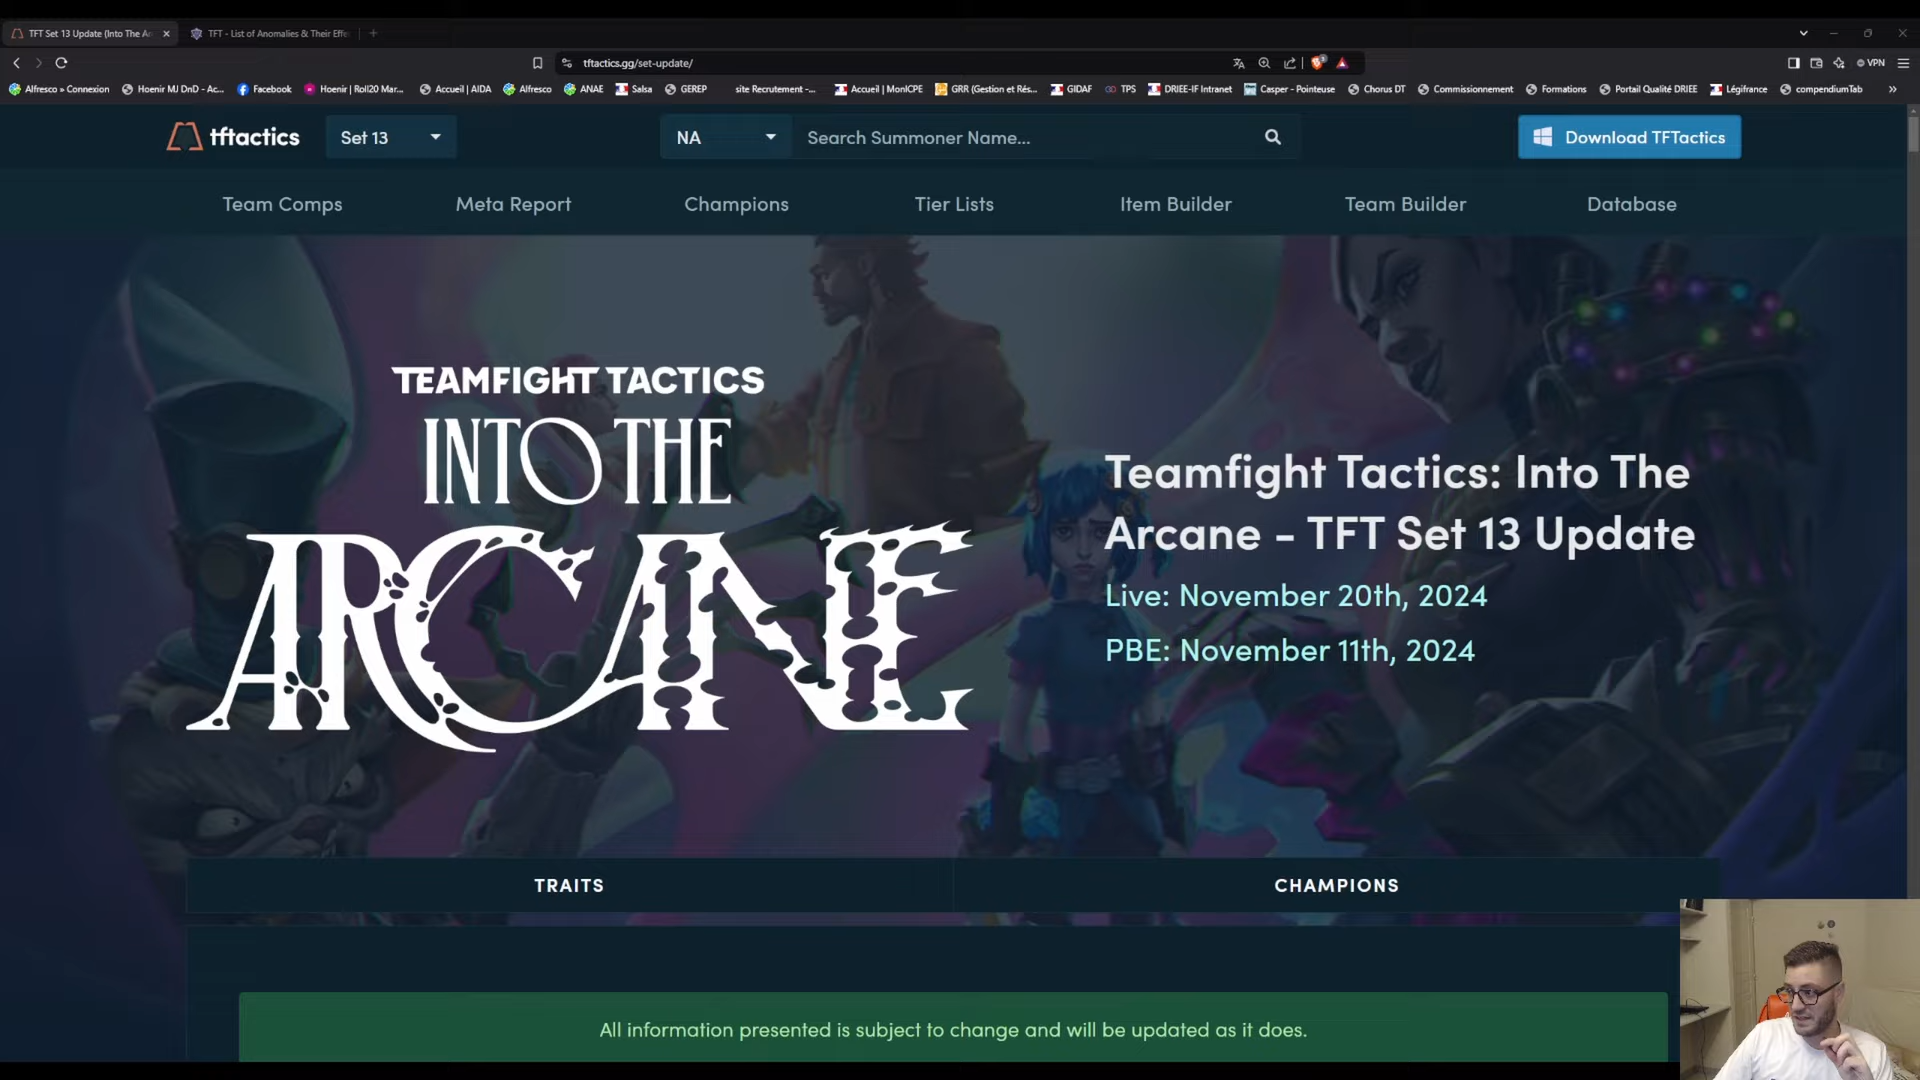 TFT Set 13 Update (Into The Ar
TFT - List of Anomalies & Their Effe
tftactics.gg/set-update/
VPN
Alfresco » Connexion
Hoenir MJ DnD - Ac...
Facebook
Hoenir | Roll20 Mar...
Accueil | AIDA
Alfresco
ANAE
Salsa
GEREP
site Recrutement -...
Accueil | MonICPE
GRR (Gestion et Rés...
GIDAF
TPS
DRIEE-IF Intranet
Casper - Pointeuse
Chorus DT
Commissionnement
Formations
Portail Qualité DRIEE
Légifrance
compendiumTab
tftactics
Set 13
NA
Search Summoner Name...
Download TFTactics
Team Comps
Meta Report
Champions
Tier Lists
Item Builder
Team Builder
Database
TEAMFIGHT TACTICS
INTO THE
ARCANE
Teamfight Tactics: Into The
Arcane - TFT Set 13 Update
Live: November 20th, 2024
PBE: November 11th, 2024
TRAITS
CHAMPIONS
All information presented is subject to change and will be updated as it does.